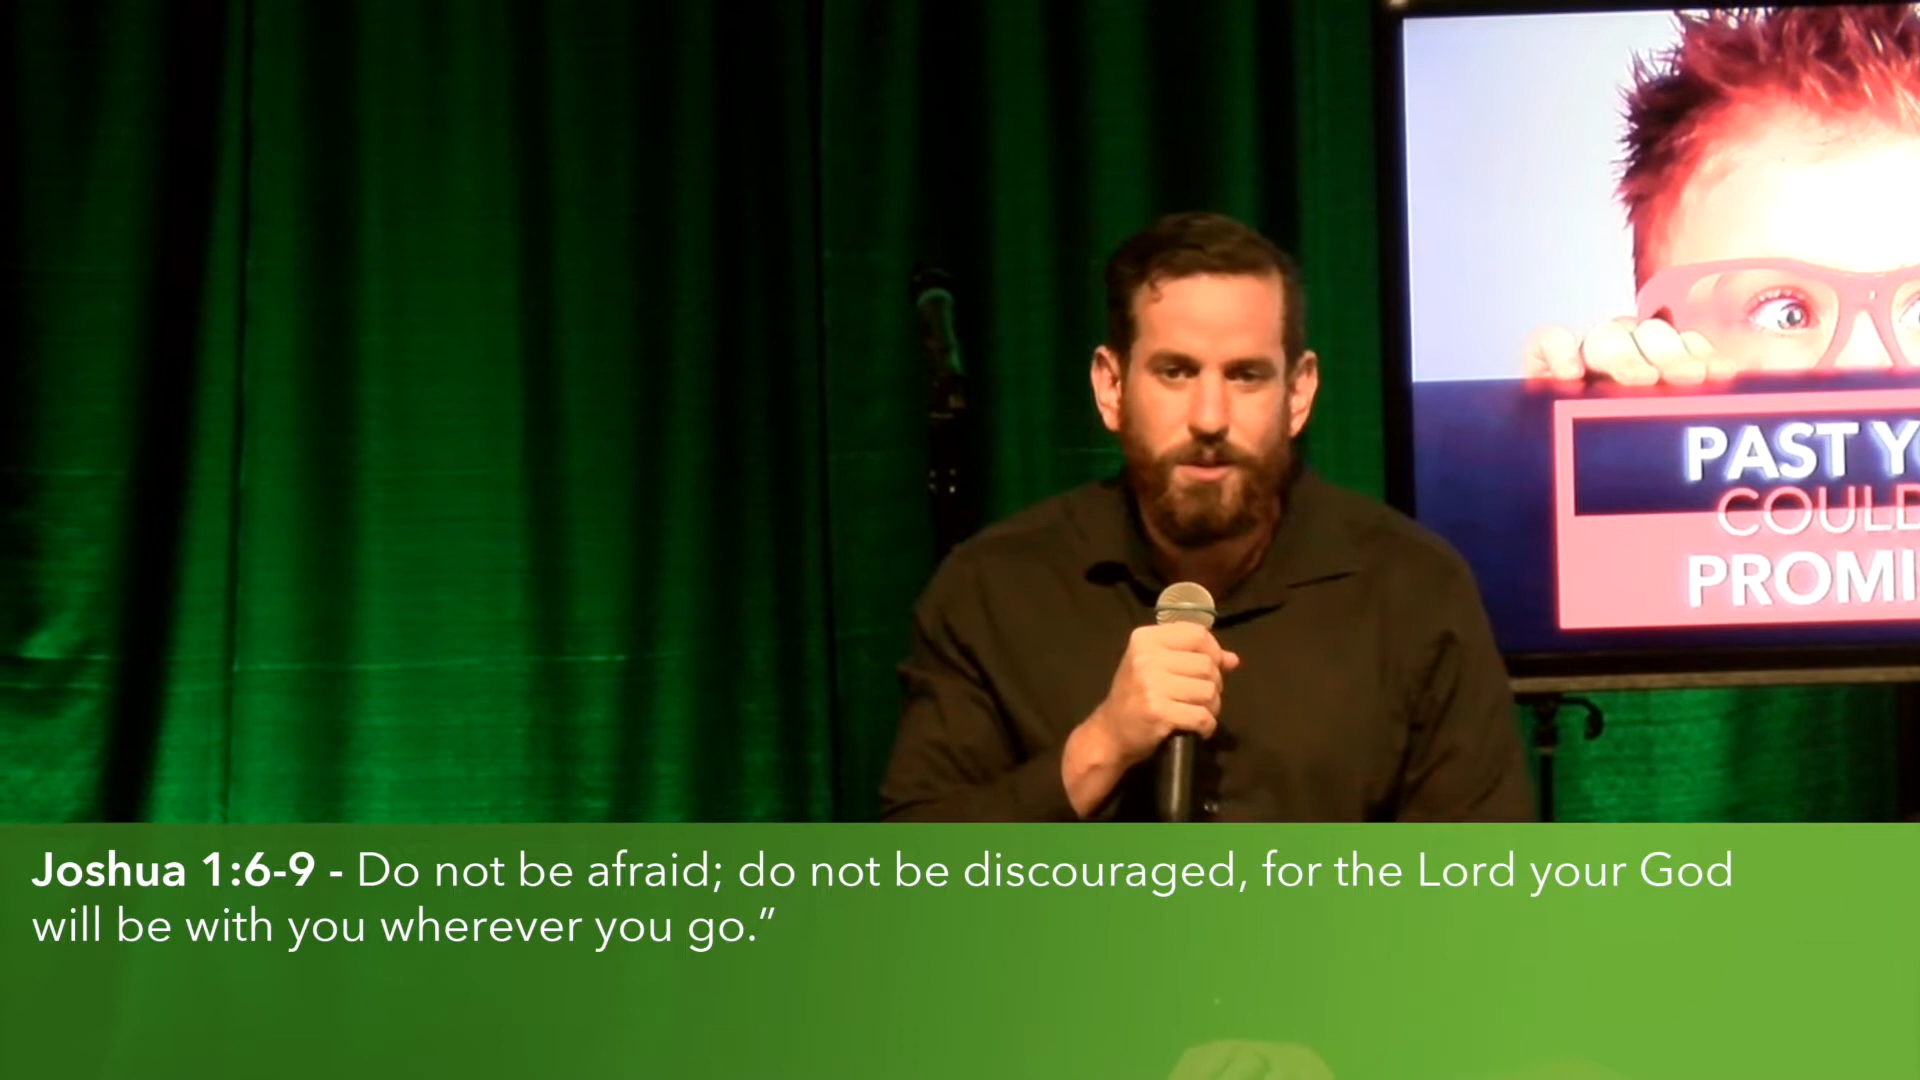 PAST
COULD
Joshua 1:6-9 - Do not be afraid; do not be discouraged, for the Lord your God
will be with you wherever you go.”